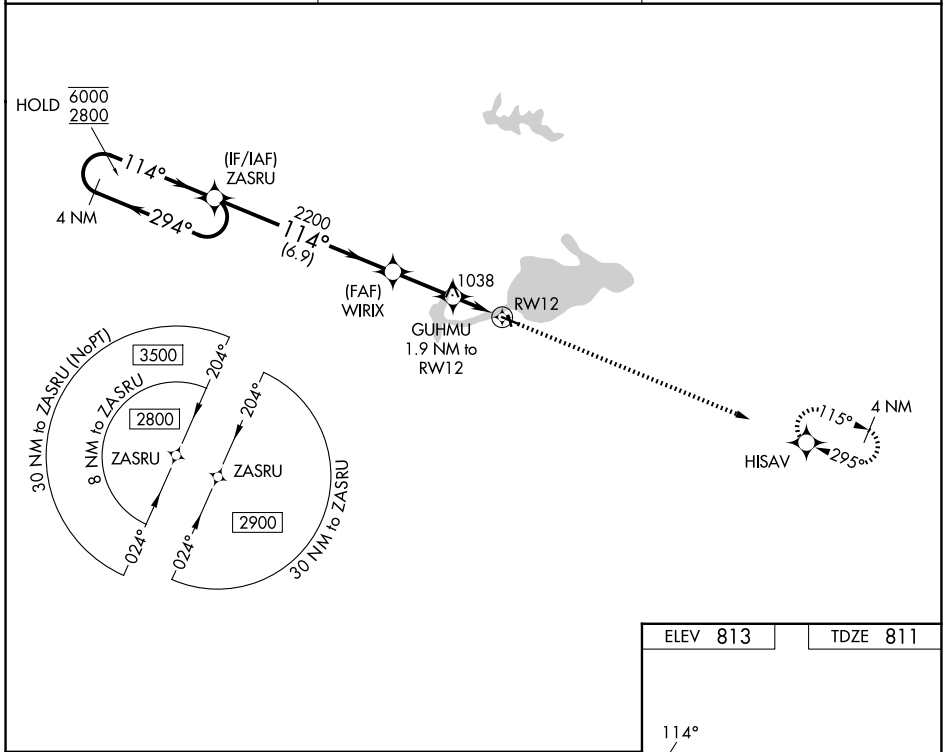 HOLD 6000
2800
114°
(IF/IAF)
ZASRU
4 NM
294°
2200
114°
(6.9)
(FAF)
WIRIX
1038
GUHMU
1.9 NM to
RW12
RW12
115°
4 NM
HISAV
295°
30 NM to ZASRU (NoPT)
3500
204°
8 NM to ZASRU
2800
ZASRU
024°
204°
ZASRU
2900
30 NM to ZASRU
024°
ELEV 813
TDZE 811
114°